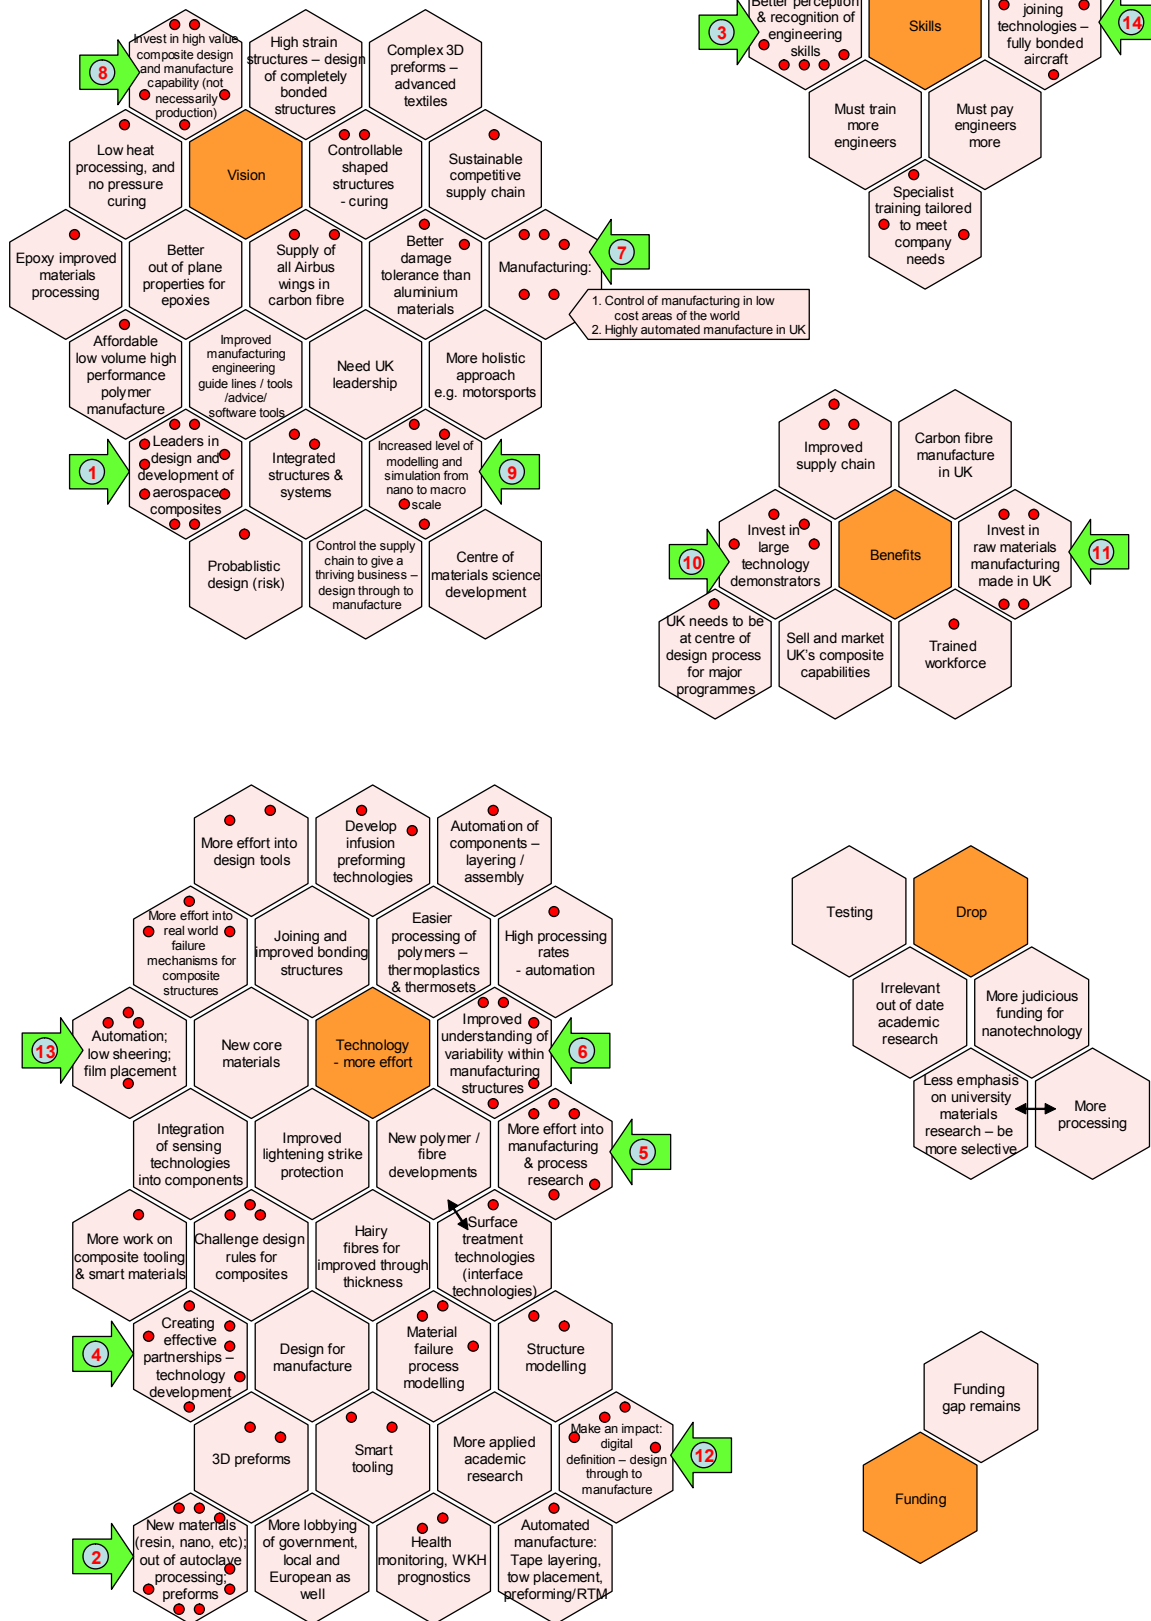 Better perception
& recognition of
engineering
skills
3
Skills
joining
technologies –
fully bonded
aircraft
14
Must train
more
engineers
Must pay
engineers
more
Specialist
training tailored
to meet
company
needs
8
Invest in high value
composite design
and manufacture
capability (not
necessarily
production)
High strain
structures – design
of completely
bonded
structures
Complex 3D
preforms –
advanced
textiles
Low heat
processing, and
no pressure
curing
Vision
Controllable
shaped
structures
- curing
Sustainable
competitive
supply chain
Epoxy improved
materials
processing
Better
out of plane
properties for
epoxies
Supply of
all Airbus
wings in
carbon fibre
Better
damage
tolerance than
aluminium
materials
Manufacturing:
7
1. Control of manufacturing in low
cost areas of the world
2. Highly automated manufacture in UK
Affordable
low volume high
performance
polymer
manufacture
Improved
manufacturing
engineering
guide lines / tools
/advice/
software tools
Need UK
leadership
More holistic
approach
e.g. motorsports
1
Leaders in
design and
development of
aerospace
composites
Integrated
structures &
systems
Increased level of
modelling and
simulation from
nano to macro
scale
9
Probablistic
design (risk)
Control the supply
chain to give a
thriving business –
design through to
manufacture
Centre of
materials science
development
Improved
supply chain
Carbon fibre
manufacture
in UK
10
Invest in
large
technology
demonstrators
Benefits
Invest in
raw materials
manufacturing
made in UK
11
UK needs to be
at centre of
design process
for major
programmes
Sell and market
UK's composite
capabilities
Trained
workforce
More effort into
design tools
Develop
infusion
preforming
technologies
Automation of
components –
layering /
assembly
More effort into
real world
failure
mechanisms for
composite
structures
Joining and
improved bonding
structures
Easier
processing of
polymers –
thermoplastics
& thermosets
High processing
rates
- automation
13
Automation;
low sheering;
film placement
New core
materials
Technology
- more effort
Improved
understanding of
variability within
manufacturing
structures
6
Integration
of sensing
technologies
into components
Improved
lightening strike
protection
New polymer /
fibre
developments
More effort into
manufacturing
& process
research
5
More work on
composite tooling
& smart materials
Challenge design
rules for
composites
Hairy
fibres for
improved through
thickness
Surface
treatment
technologies
(interface
technologies)
4
Creating
effective
partnerships –
technology
development
Design for
manufacture
Material
failure
process
modelling
Structure
modelling
3D preforms
Smart
tooling
More applied
academic
research
Make an impact:
digital
definition – design
through to
manufacture
12
2
New materials
(resin, nano, etc);
out of autoclave
processing;
preforms
More lobbying
of government,
local and
European as
well
Health
monitoring, WKH
prognostics
Automated
manufacture:
Tape layering,
tow placement,
preforming/RTM
Testing
Drop
Irrelevant
out of date
academic
research
More judicious
funding for
nanotechnology
Less emphasis
on university
materials
research – be
more selective
More
processing
Funding
gap remains
Funding